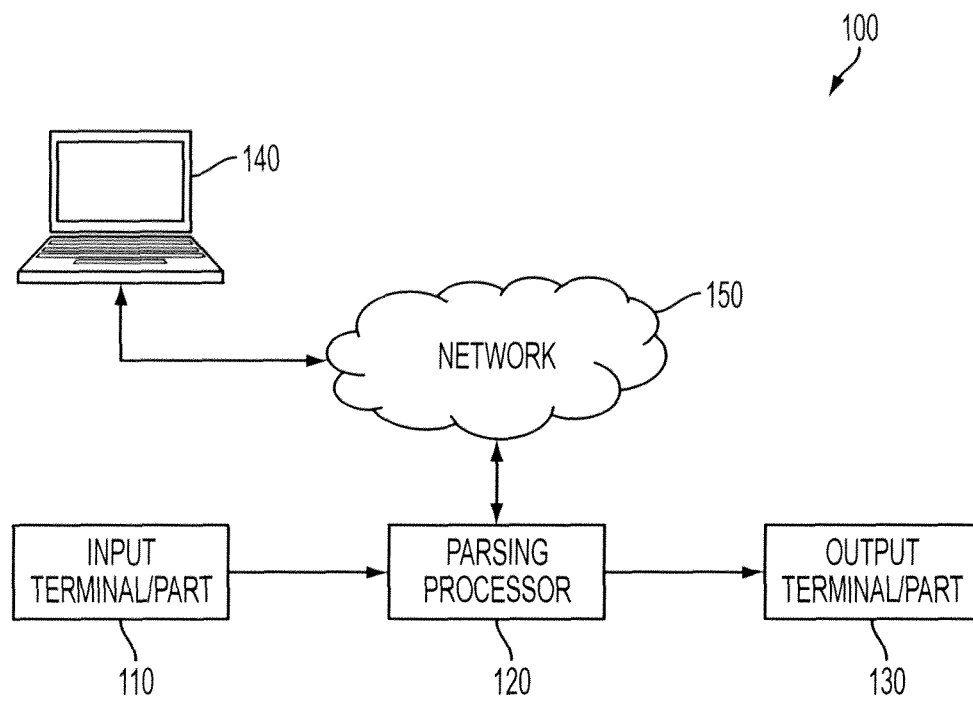 100
140
150
NETWORK
INPUT
TERMINAL/PART
PARSING
PROCESSOR
OUTPUT
TERMINAL/PART
110
120
130